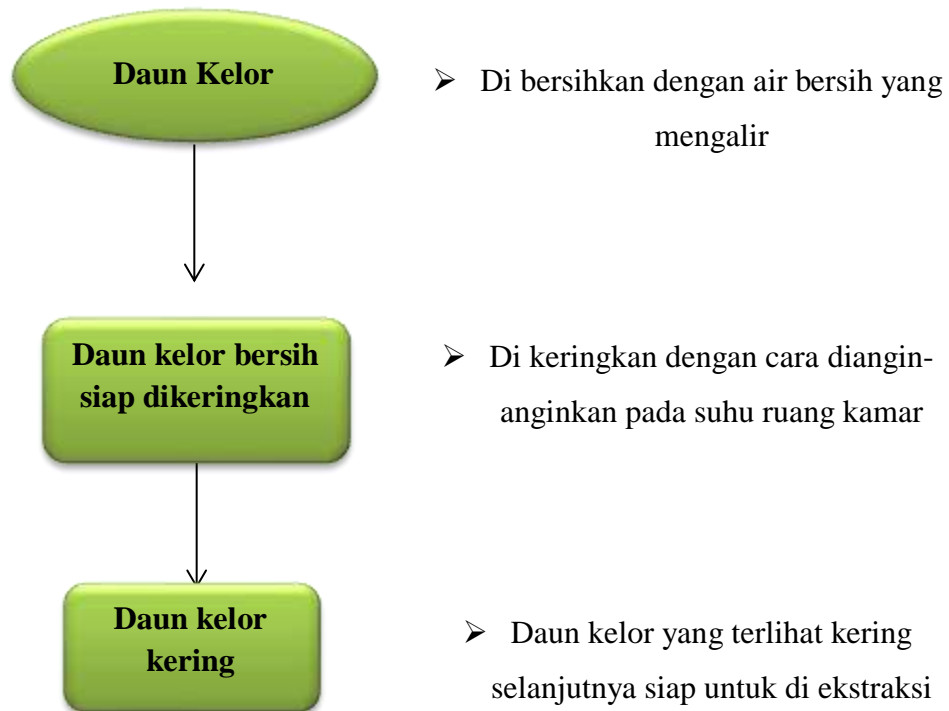 Daun Kelor
➢ Di bersihkan dengan air bersih yang
mengalir
Daun kelor bersih
siap dikeringkan
➢ Di keringkan dengan cara diangin-
anginkan pada suhu ruang kamar
Daun kelor
kering
➢ Daun kelor yang terlihat kering
selanjutnya siap untuk di ekstraksi